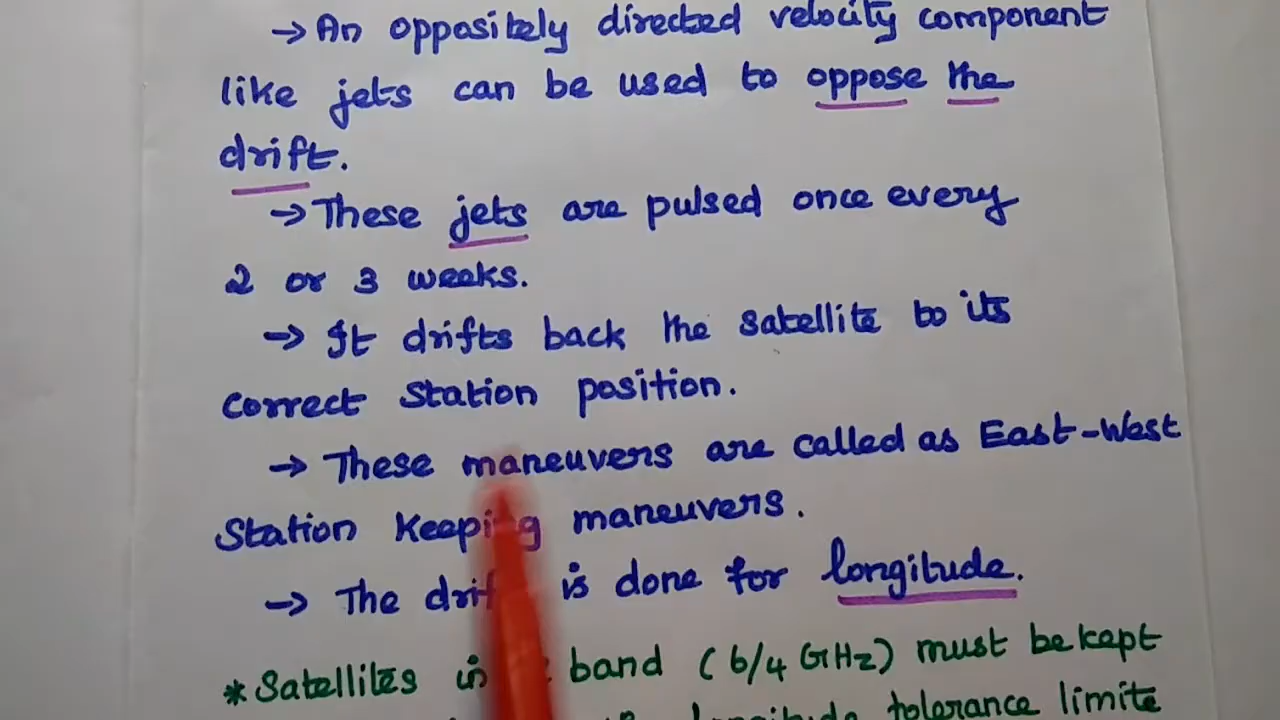 → An oppositely directed velocity component
like jets can be used to oppose the
drift.
→ These jets are pulsed once every
2 or 3 weeks.
→ It drifts back the satellite to its
correct station position.
→ These maneuvers are called as East-West
Station Keeping maneuvers.
→ The is done for longitude.
* Satellites in band (6/4 GHz) must be kept
longitude tolerance limits